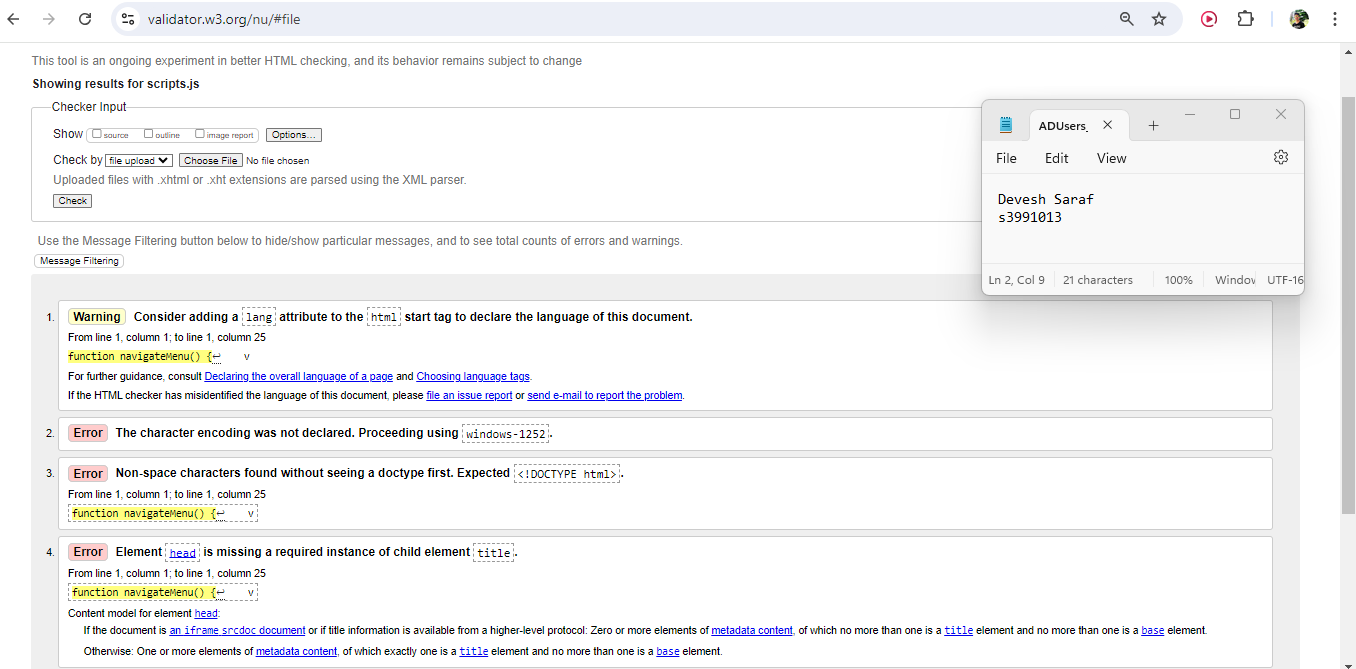 validator.w3.org/nu/#file
This tool is an ongoing experiment in better HTML checking, and its behavior remains subject to change
Showing results for scripts.js
Checker Input
Show source outline image report Options...
Check by file upload Choose File No file chosen
Uploaded files with .xhtml or .xht extensions are parsed using the XML parser.
Check
Use the Message Filtering button below to hide/show particular messages, and to see total counts of errors and warnings.
Message Filtering
ADUsers_
File Edit View
Devesh Saraf
s3991013
Ln 2, Col 9 21 characters 100% Window UTF-16
1. Warning Consider adding a lang attribute to the html start tag to declare the language of this document.
From line 1, column 1; to line 1, column 25
function navigateMenu() {↩ v
For further guidance, consult Declaring the overall language of a page and Choosing language tags.
If the HTML checker has misidentified the language of this document, please file an issue report or send e-mail to report the problem.
2. Error The character encoding was not declared. Proceeding using windows-1252.
3. Error Non-space characters found without seeing a doctype first. Expected <!DOCTYPE html>.
From line 1, column 1; to line 1, column 25
function navigateMenu() {↩ v
4. Error Element head is missing a required instance of child element title.
From line 1, column 1; to line 1, column 25
function navigateMenu() {↩ v
Content model for element head:
If the document is an iframe srcdoc document or if title information is available from a higher-level protocol: Zero or more elements of metadata content, of which no more than one is a title element and no more than one is a base element.
Otherwise: One or more elements of metadata content, of which exactly one is a title element and no more than one is a base element.